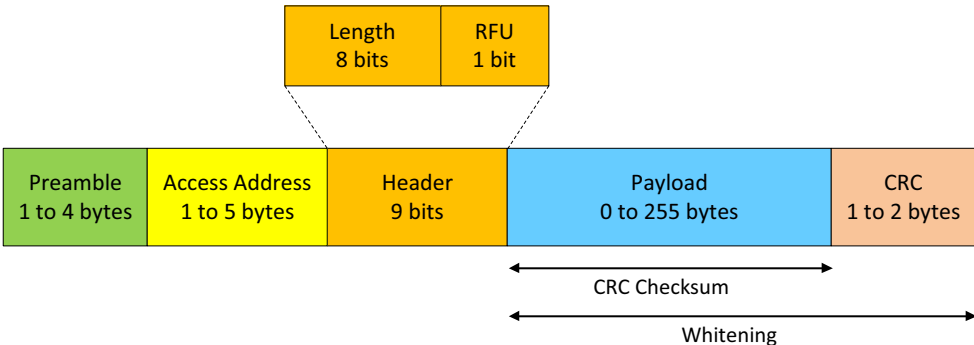 Length
8 bits
RFU
1 bit
Preamble
1 to 4 bytes
Access Address
1 to 5 bytes
Header
9 bits
Payload
0 to 255 bytes
CRC
1 to 2 bytes
CRC Checksum
Whitening